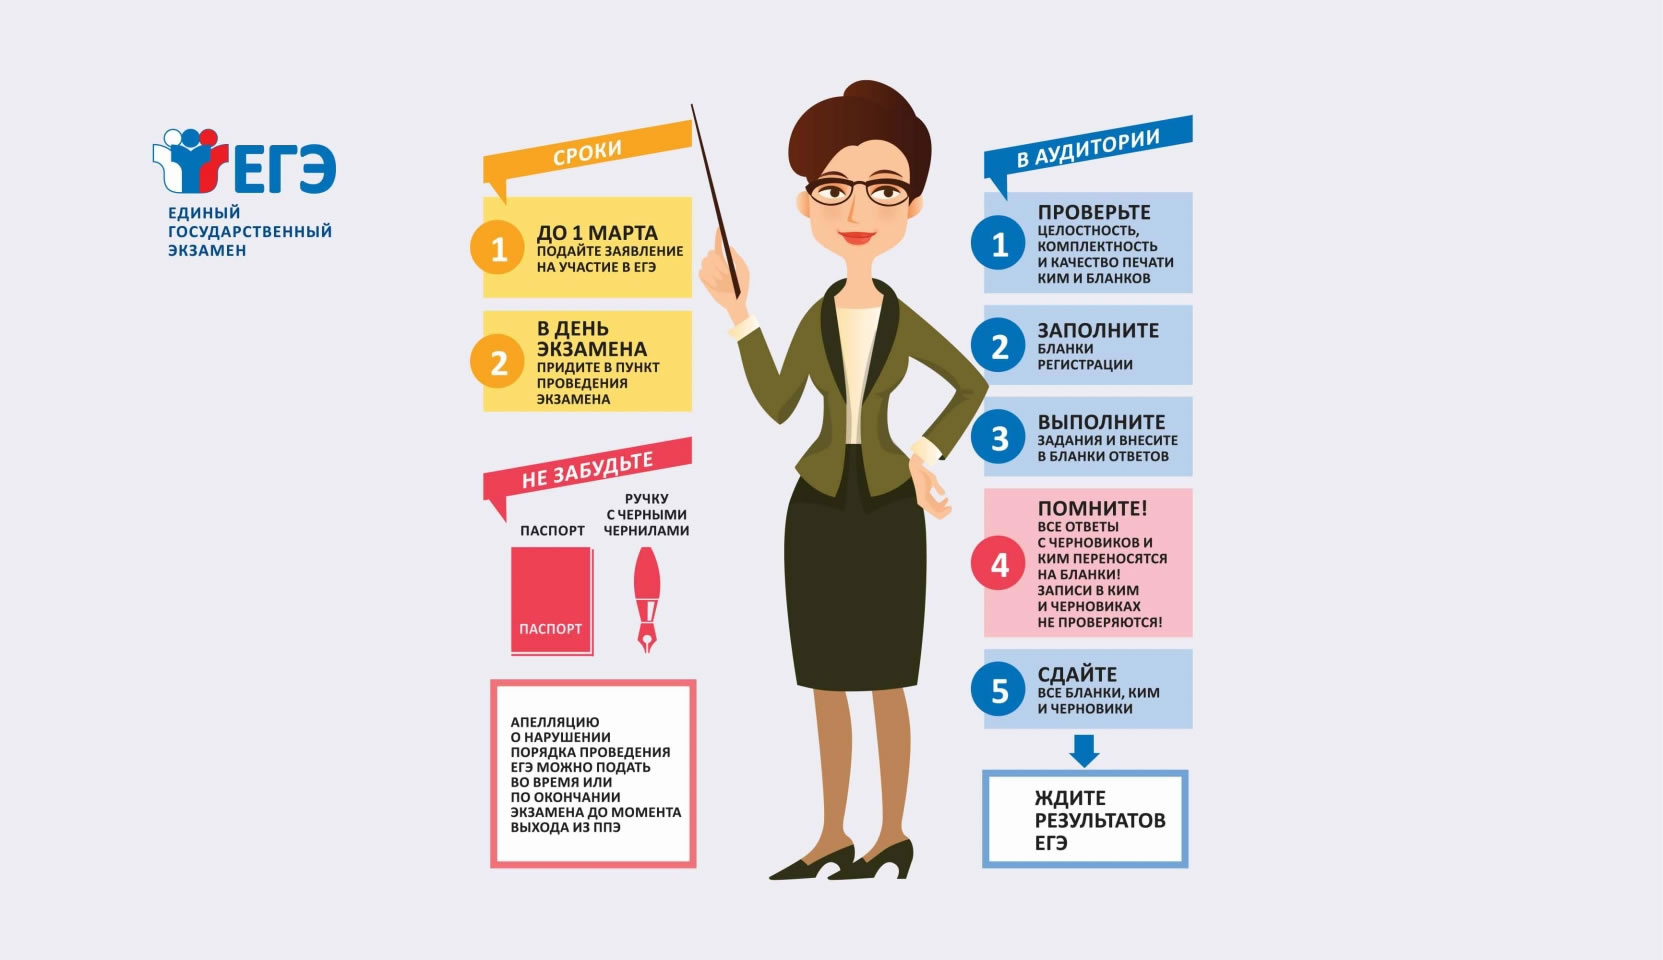 ЕГЭ
ЕДИНЫЙ
ГОСУДАРСТВЕННЫЙ
ЭКЗАМЕН
СРОКИ
1
ДО 1 МАРТА
ПОДАЙТЕ ЗАЯВЛЕНИЕ
НА УЧАСТИЕ В ЕГЭ
2
В ДЕНЬ
ЭКЗАМЕНА
ПРИДИТЕ В ПУНКТ
ПРОВЕДЕНИЯ
ЭКЗАМЕНА
НЕ ЗАБУДЬТЕ
ПАСПОРТ
РУЧКУ
С ЧЕРНЫМИ
ЧЕРНИЛАМИ
ПАСПОРТ
АПЕЛЛЯЦИЮ
О НАРУШЕНИИ
ПОРЯДКА ПРОВЕДЕНИЯ
ЕГЭ МОЖНО ПОДАТЬ
ВО ВРЕМЯ ИЛИ
ПО ОКОНЧАНИИ
ЭКЗАМЕНА ДО МОМЕНТА
ВЫХОДА ИЗ ППЭ
В АУДИТОРИИ
1
ПРОВЕРЬТЕ
ЦЕЛОСТНОСТЬ,
КОМПЛЕКТНОСТЬ
И КАЧЕСТВО ПЕЧАТИ
КИМ И БЛАНКОВ
2
ЗАПОЛНИТЕ
БЛАНКИ
РЕГИСТРАЦИИ
3
ВЫПОЛНИТЕ
ЗАДАНИЯ И ВНЕСИТЕ
В БЛАНКИ ОТВЕТОВ
4
ПОМНИТЕ!
ВСЕ ОТВЕТЫ
С ЧЕРНОВИКОВ И
КИМ ПЕРЕНОСЯТСЯ
НА БЛАНКИ!
ЗАПИСИ В КИМ
И ЧЕРНОВИКАХ
НЕ ПРОВЕРЯЮТСЯ!
5
СДАЙТЕ
ВСЕ БЛАНКИ, КИМ
И ЧЕРНОВИКИ
ЖДИТЕ
РЕЗУЛЬТАТОВ
ЕГЭ